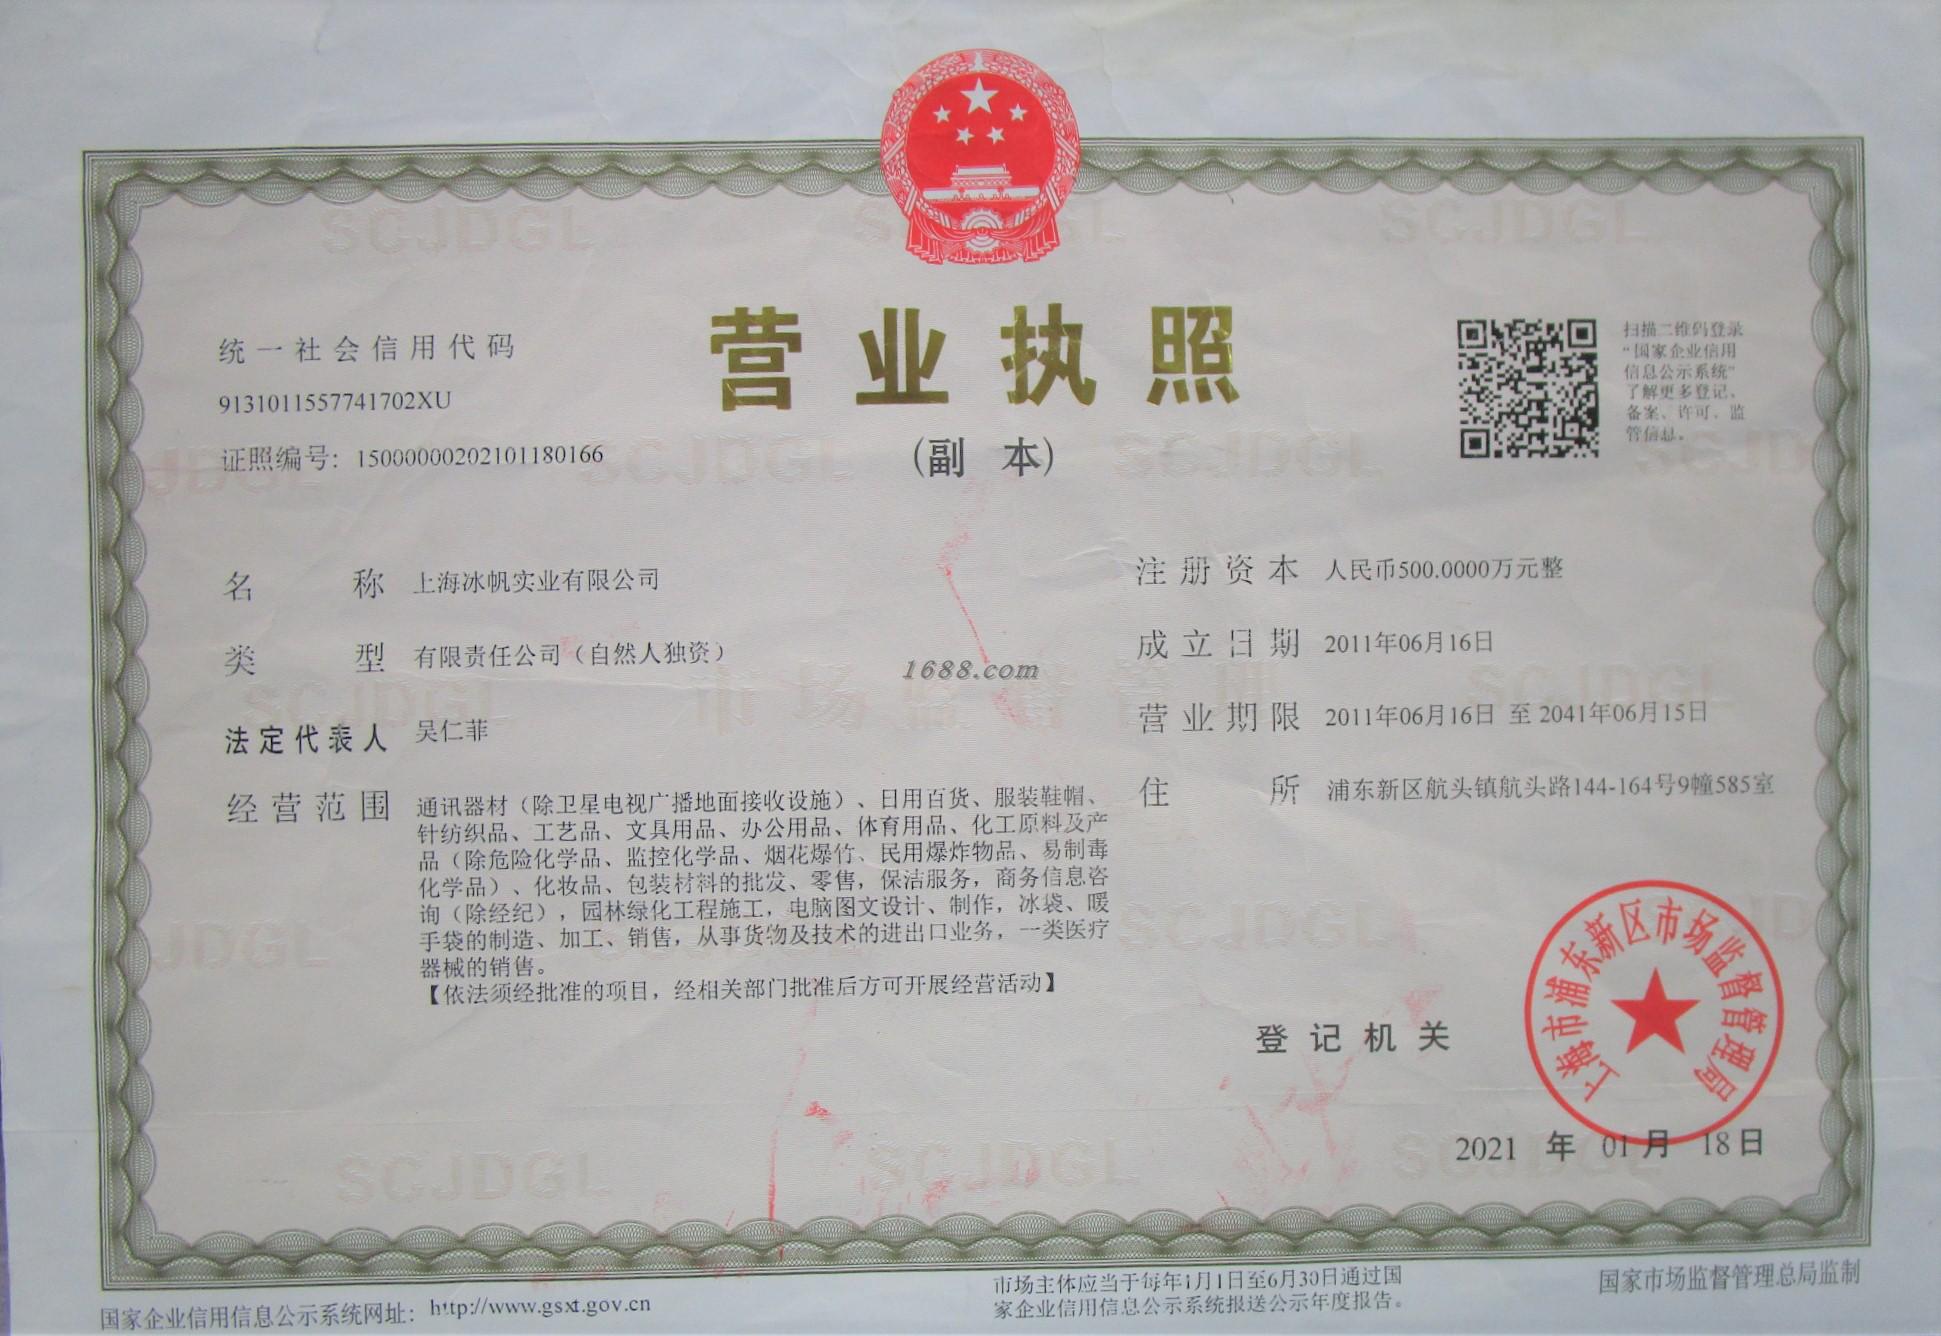 营业执照
(副 本)
统一社会信用代码
9131011557741702XU
证照编号：15000000202101180166
扫描二维码登录
“国家企业信用
信息公示系统”
了解更多登记、
备案、许可、监
管信息。
名 称 上海冰帆实业有限公司
类 型 有限责任公司（自然人独资）
法定代表人 吴仁菲
经营范围 通讯器材（除卫星电视广播地面接收设施）、日用百货、服装鞋帽、
针纺织品、工艺品、文具用品、办公用品、体育用品、化工原料及产
品（除危险化学品、监控化学品、烟花爆竹、民用爆炸物品、易制毒
化学品）、化妆品、包装材料的批发、零售，保洁服务，商务信息咨
询（除经纪），园林绿化工程施工，电脑图文设计、制作，冰袋、暖
手袋的制造、加工、销售，从事货物及技术的进出口业务，一类医疗
器械的销售。
【依法须经批准的项目，经相关部门批准后方可开展经营活动】
注册资本 人民币500.0000万元整
成立日期 2011年06月16日
营业期限 2011年06月16日 至 2041年06月15日
住 所 浦东新区航头镇航头路144-164号9幢585室
1688.com
市场监督管理
SCJDGL
登记机关
上海市浦东新区市场监督管理局
2021 年 01 月 18 日
国家企业信用信息公示系统网址：http://www.gsxt.gov.cn
市场主体应当于每年1月1日至6月30日通过国
家企业信用信息公示系统报送公示年度报告。
国家市场监督管理总局监制